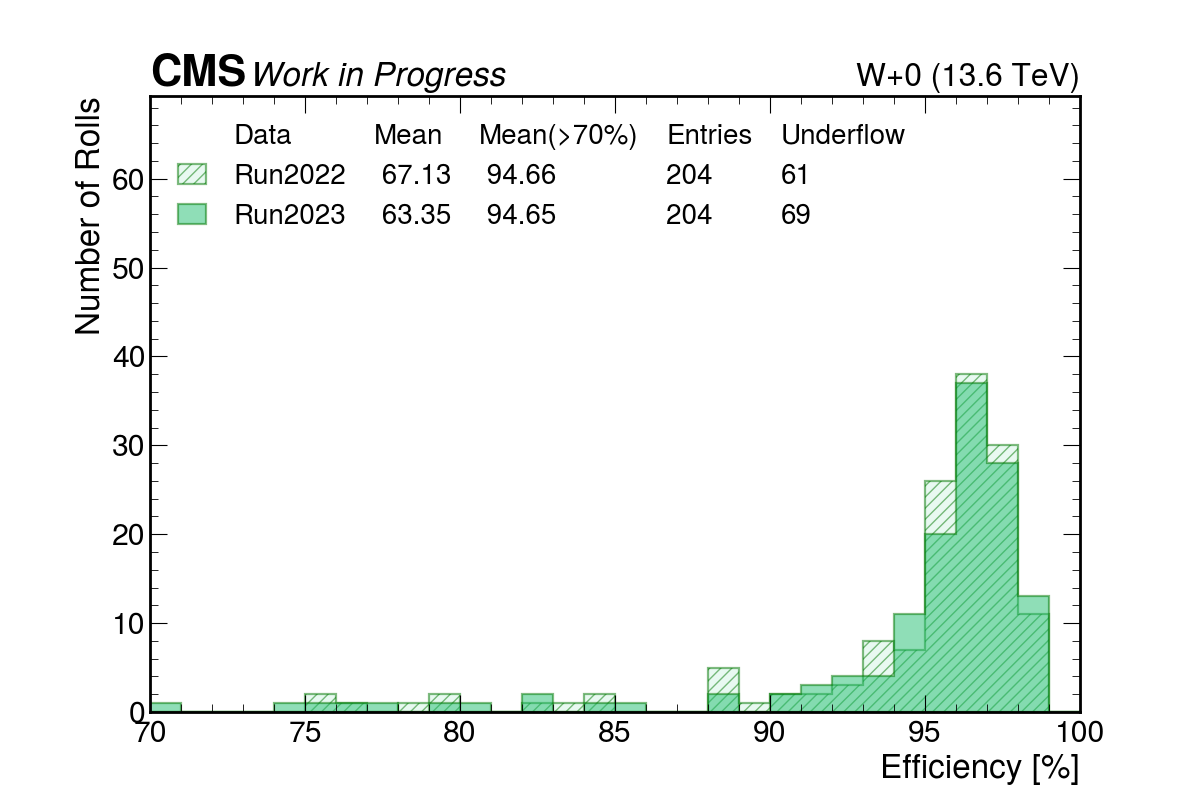 CMS Work in Progress W+0 (13.6 TeV)
Number of Rolls
Data Mean Mean(>70%) Entries Underflow
Run2022 67.13 94.66 204 61
Run2023 63.35 94.65 204 69
60
50
40
30
20
10
0
70 75 80 85 90 95 100
Efficiency [%]